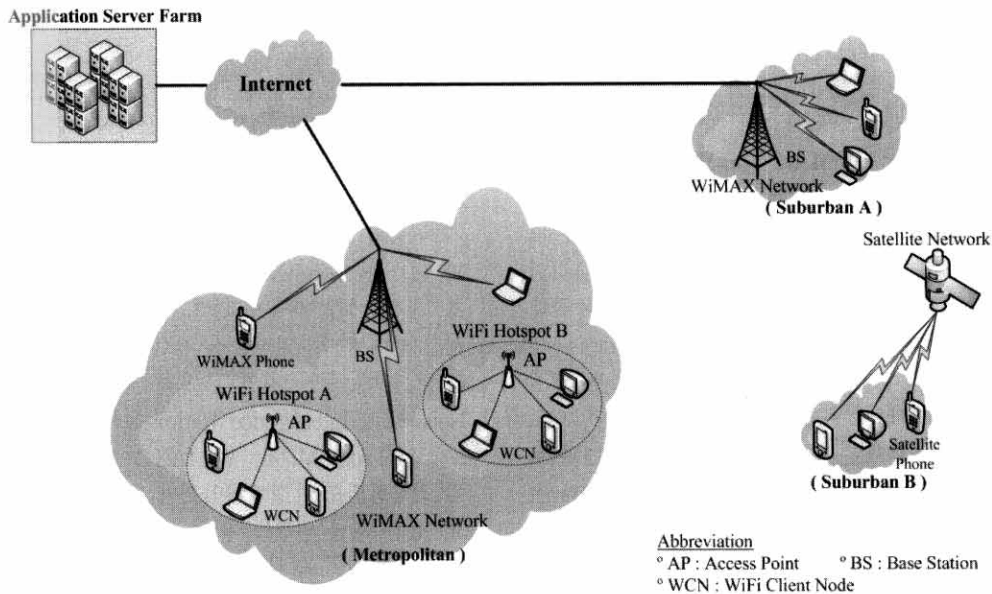 Application Server Farm
Internet
BS
WiMAX Network
( Suburban A )
Satellite Network
WiFi Hotspot B
AP
WiMAX Phone
BS
WiFi Hotspot A
AP
WCN
WCN
WiMAX Network
( Metropolitan )
Satellite
Phone
( Suburban B )
Abbreviation
° AP : Access Point ° BS : Base Station
° WCN : WiFi Client Node